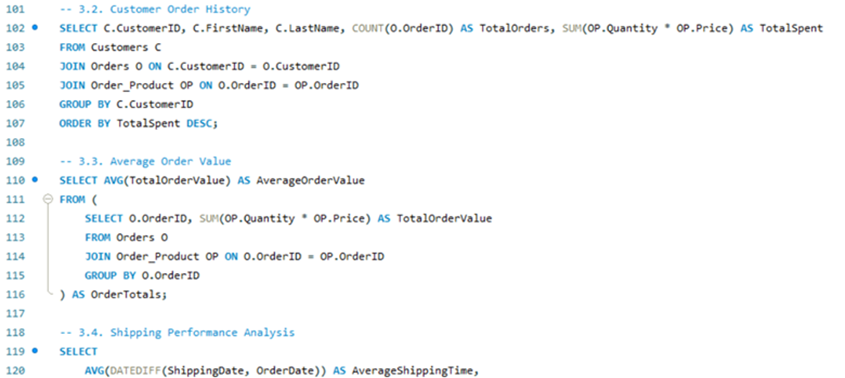 101 -- 3.2. Customer Order History
102 SELECT C.CustomerID, C.FirstName, C.LastName, COUNT(O.OrderID) AS TotalOrders, SUM(OP.Quantity * OP.Price) AS TotalSpent
103 FROM Customers C
104 JOIN Orders O ON C.CustomerID = O.CustomerID
105 JOIN Order_Product OP ON O.OrderID = OP.OrderID
106 GROUP BY C.CustomerID
107 ORDER BY TotalSpent DESC;
108
109 -- 3.3. Average Order Value
110 SELECT AVG(TotalOrderValue) AS AverageOrderValue
111 FROM (
112 SELECT O.OrderID, SUM(OP.Quantity * OP.Price) AS TotalOrderValue
113 FROM Orders O
114 JOIN Order_Product OP ON O.OrderID = OP.OrderID
115 GROUP BY O.OrderID
116 ) AS OrderTotals;
117
118 -- 3.4. Shipping Performance Analysis
119 SELECT
120 AVG(DATEDIFF(ShippingDate, OrderDate)) AS AverageShippingTime,